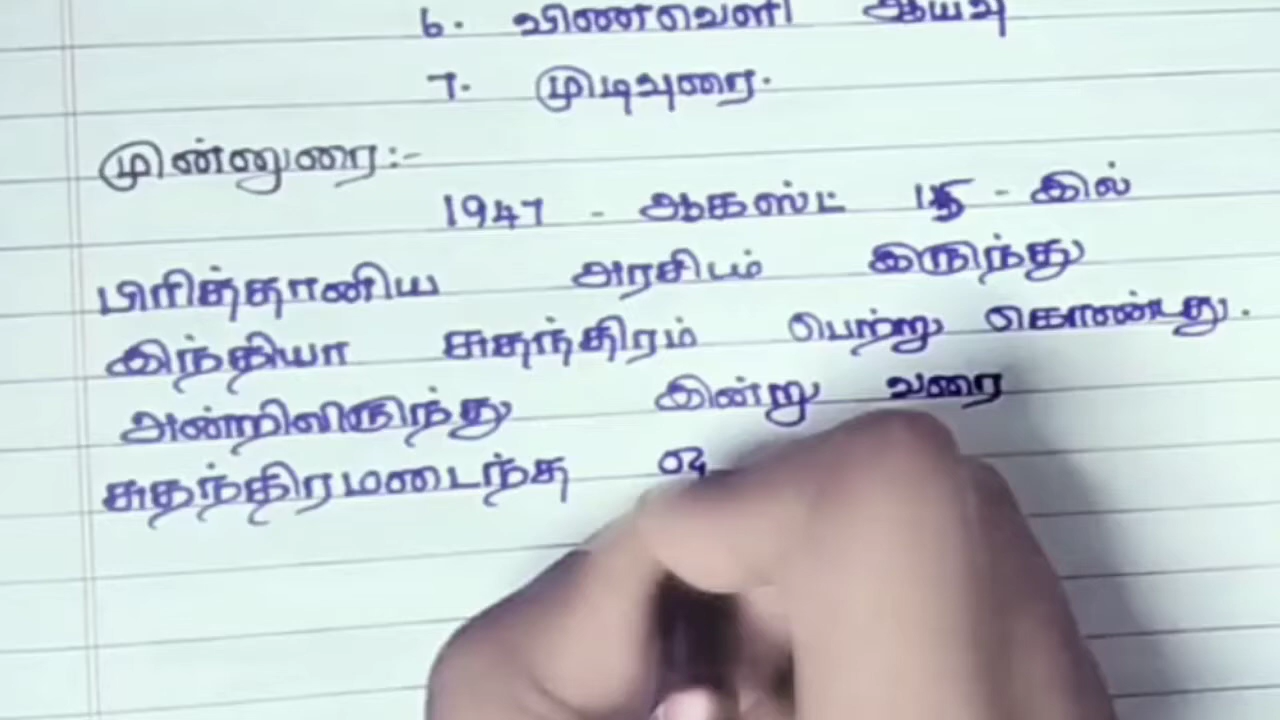 6. விண்வெளி ஆய்வு
7. முடிவுரை.
முன்னுரை:-
1947 - ஆகஸ்ட் 15 - இல்
பிரித்தானிய அரசிடம் இருந்து
இந்தியா சுதந்திரம் பெற்று கொண்டது.
அன்றிலிருந்து இன்று வரை
சுதந்திரமடைந்த